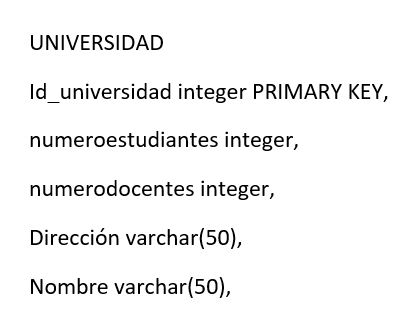 UNIVERSIDAD
Id_universidad integer PRIMARY KEY,
numeroestudiantes integer,
numerodocentes integer,
Dirección varchar(50),
Nombre varchar(50),